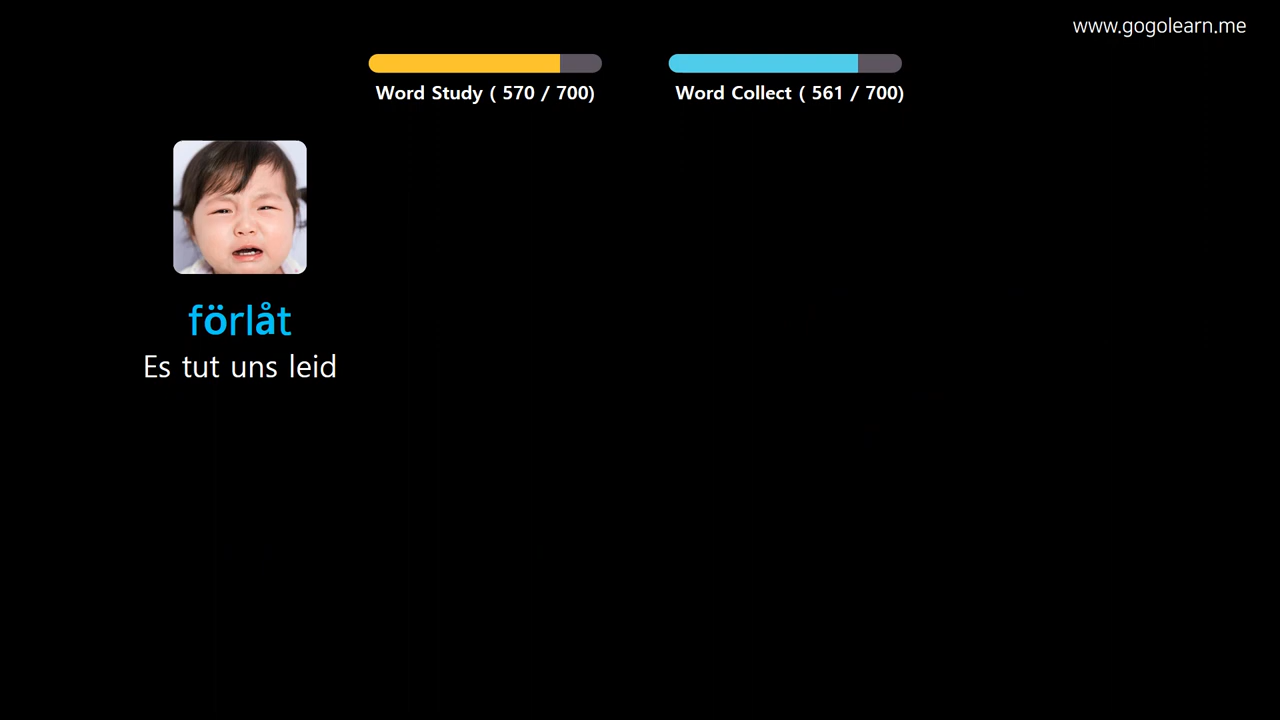 www.gogolearn.me
Word Study ( 570 / 700)
Word Collect ( 561 / 700)
förlåt
Es tut uns leid